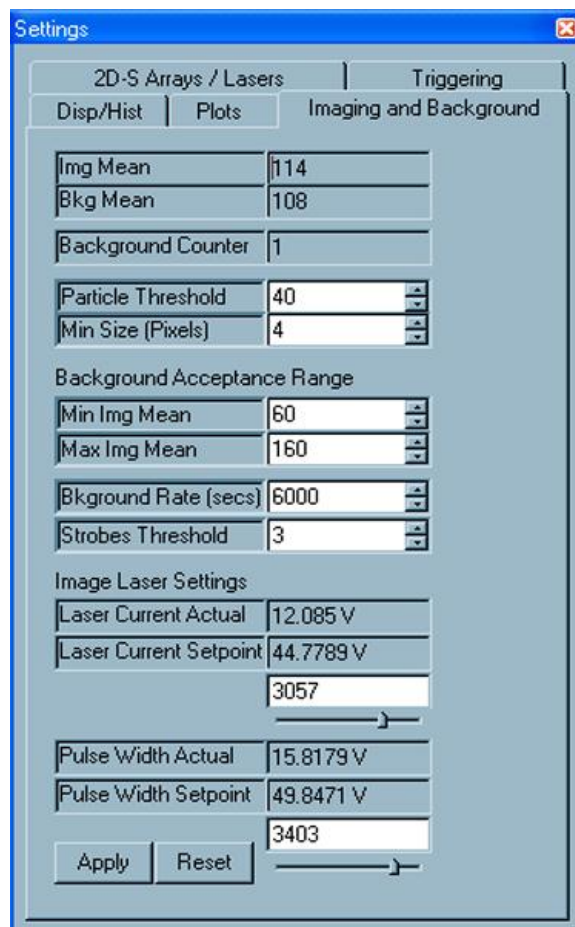 Settings
2D-S Arrays / Lasers Triggering
Disp/Hist Plots Imaging and Background
Img Mean 114
Bkg Mean 108
Background Counter 1
Particle Threshold 40
Min Size (Pixels) 4
Background Acceptance Range
Min Img Mean 60
Max Img Mean 160
Bkground Rate (secs) 6000
Strobes Threshold 3
Image Laser Settings
Laser Current Actual 12.085 V
Laser Current Setpoint 44.7789 V
3057
Pulse Width Actual 15.8179 V
Pulse Width Setpoint 49.8471 V
3403
Apply Reset